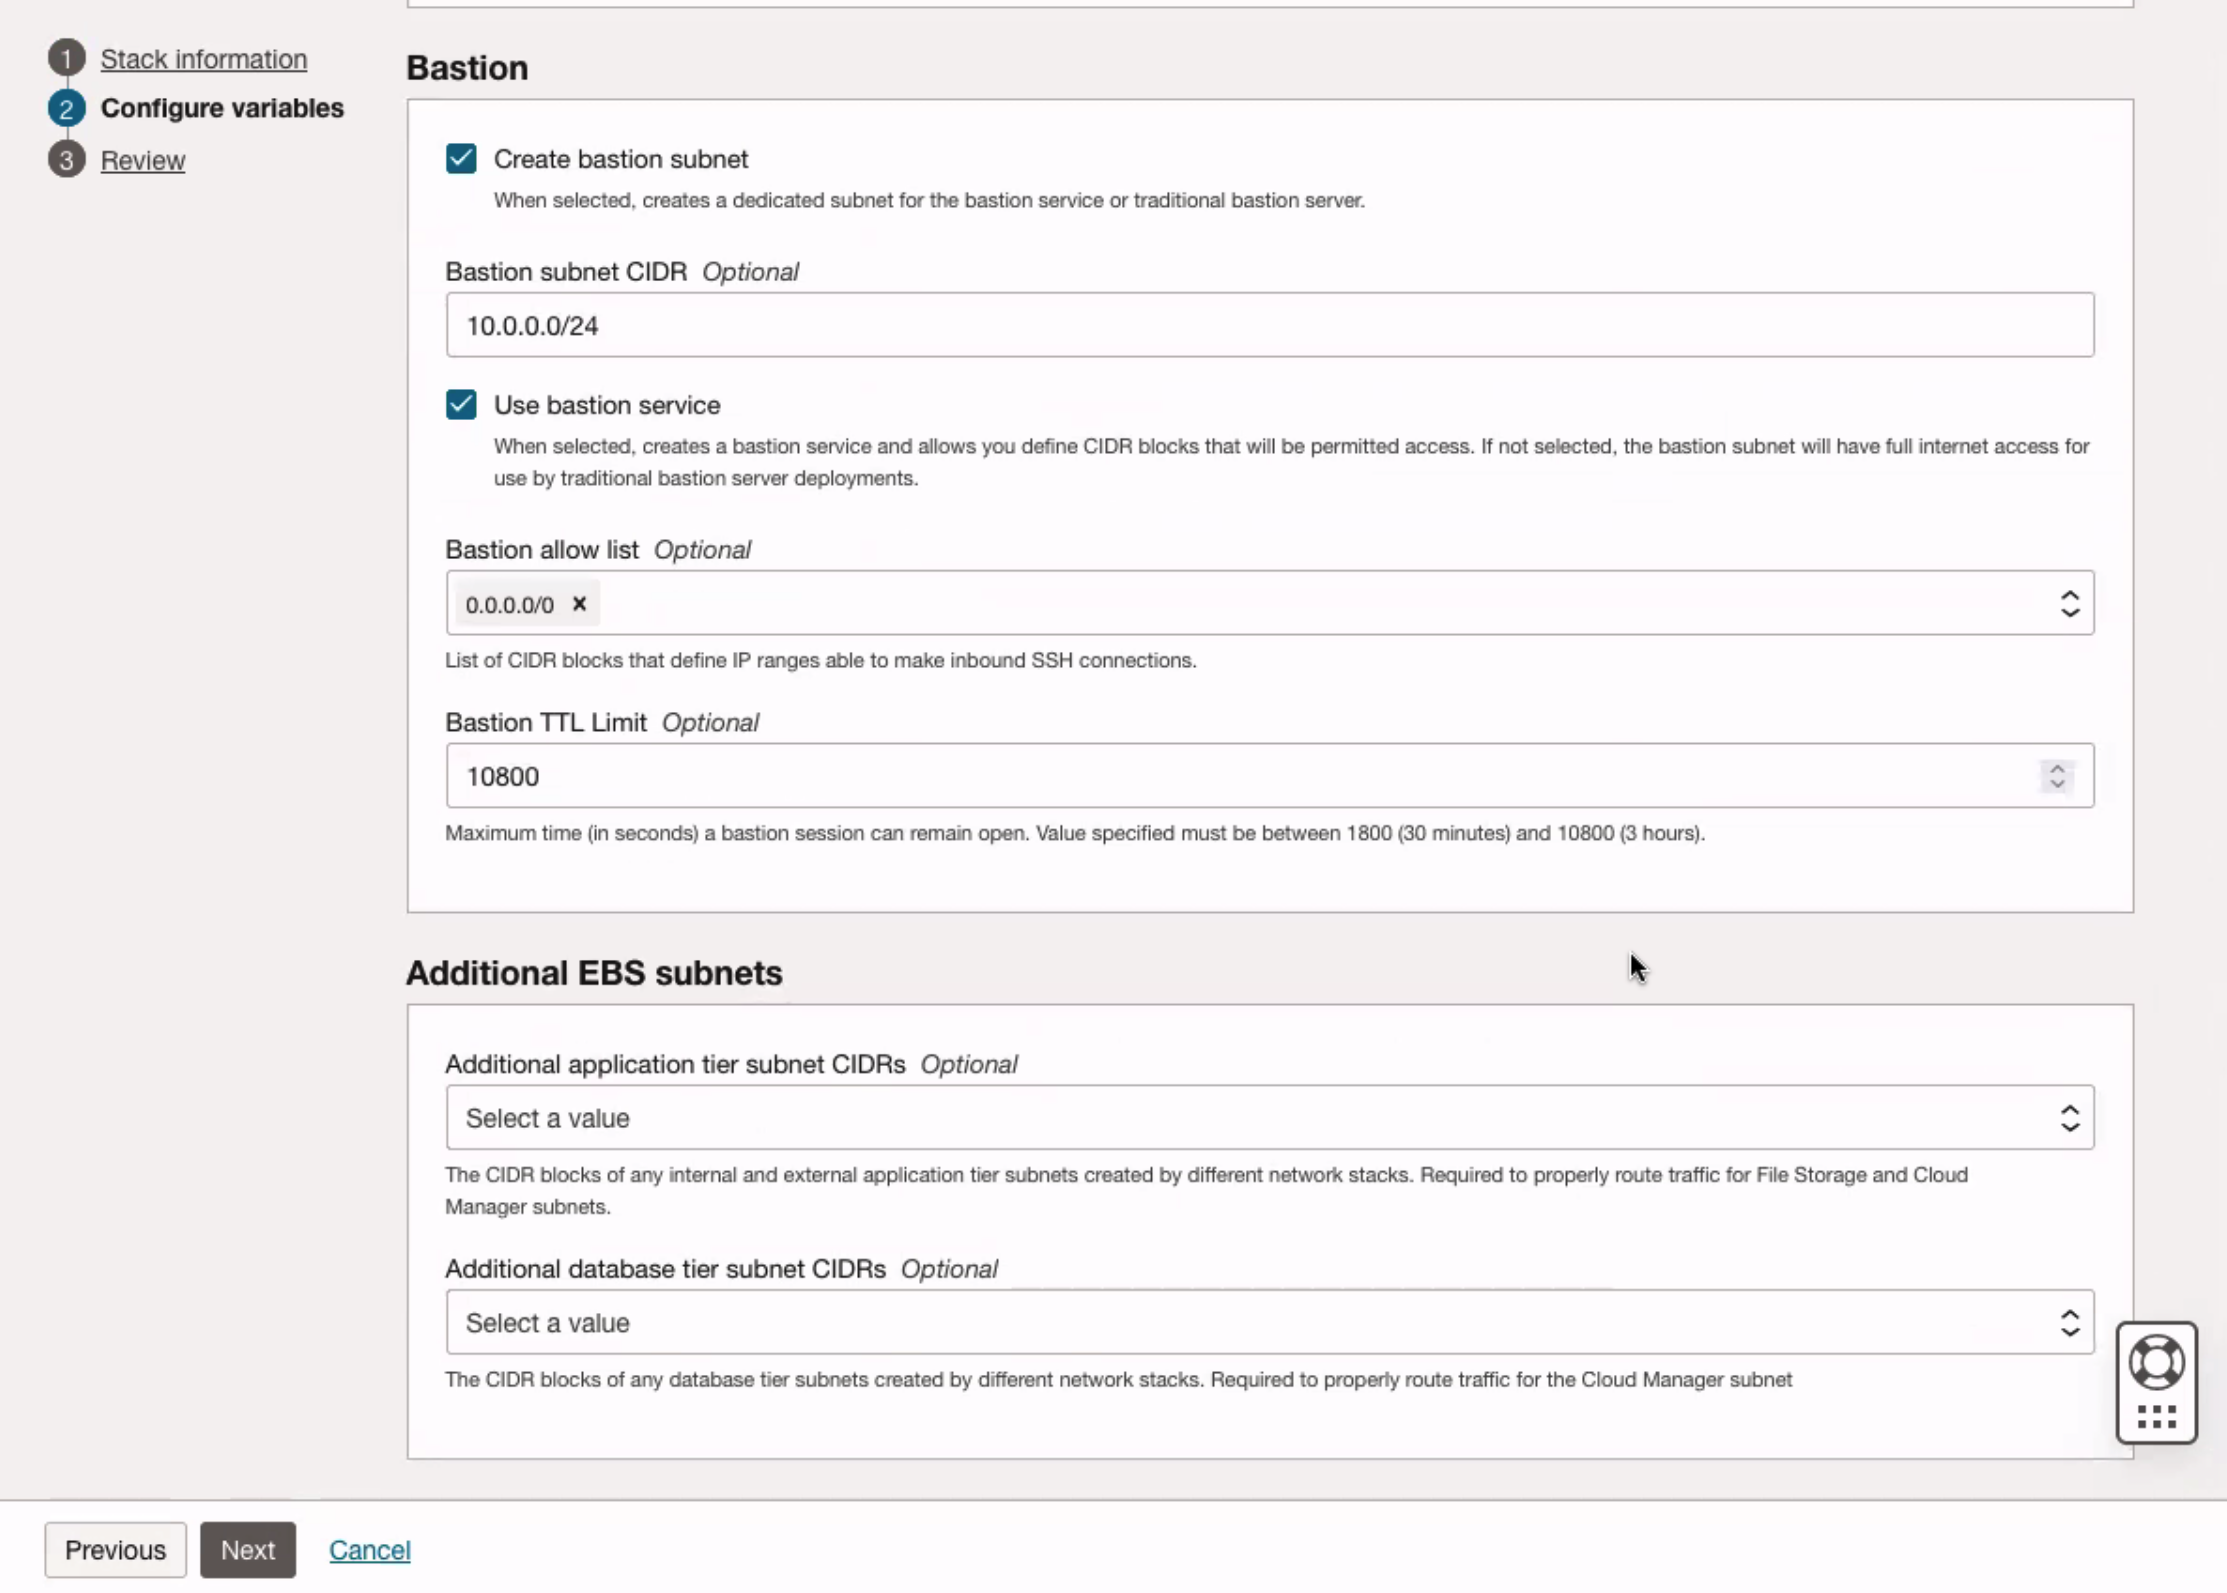 1 Stack information
2 Configure variables
3 Review
Bastion
Create bastion subnet
When selected, creates a dedicated subnet for the bastion service or traditional bastion server.
Bastion subnet CIDR Optional
10.0.0.0/24
Use bastion service
When selected, creates a bastion service and allows you define CIDR blocks that will be permitted access. If not selected, the bastion subnet will have full internet access for
use by traditional bastion server deployments.
Bastion allow list Optional
0.0.0.0/0 ×
List of CIDR blocks that define IP ranges able to make inbound SSH connections.
Bastion TTL Limit Optional
10800
Maximum time (in seconds) a bastion session can remain open. Value specified must be between 1800 (30 minutes) and 10800 (3 hours).
Additional EBS subnets
Additional application tier subnet CIDRs Optional
Select a value
The CIDR blocks of any internal and external application tier subnets created by different network stacks. Required to properly route traffic for File Storage and Cloud
Manager subnets.
Additional database tier subnet CIDRs Optional
Select a value
The CIDR blocks of any database tier subnets created by different network stacks. Required to properly route traffic for the Cloud Manager subnet
Previous Next Cancel